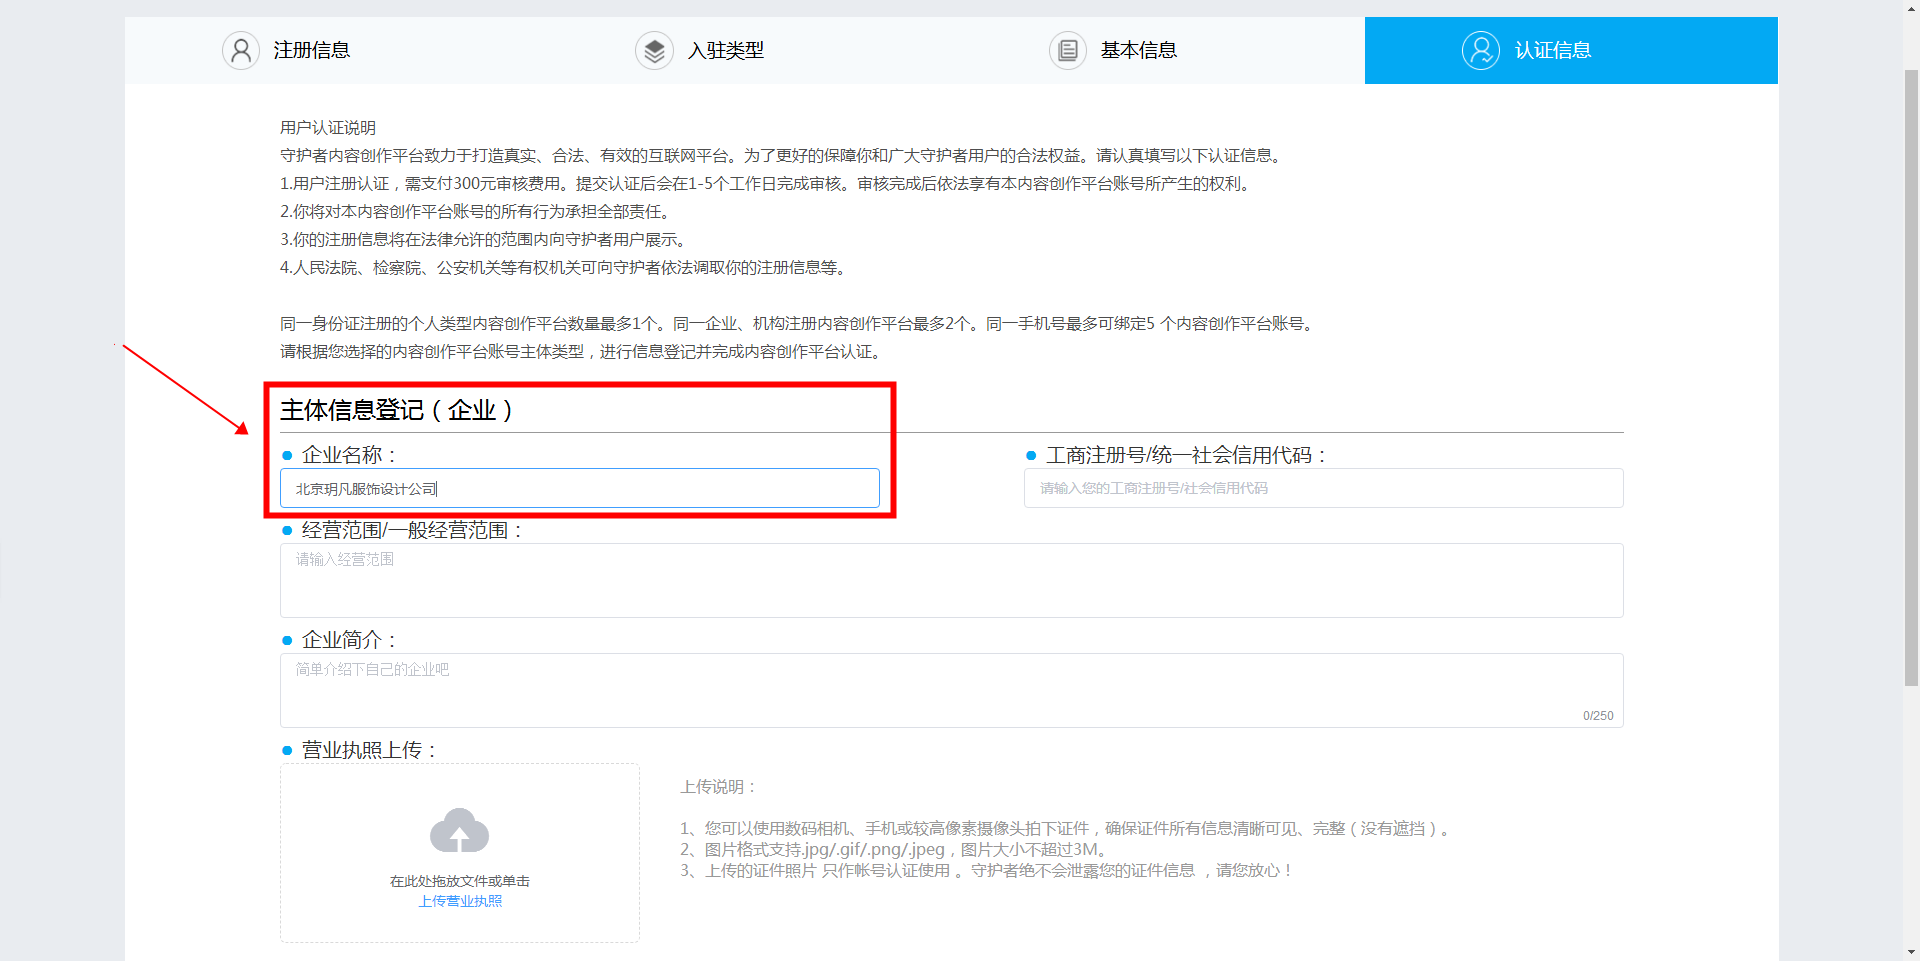 注册信息
入驻类型
基本信息
认证信息
用户认证说明
守护者内容创作平台致力于打造真实、合法、有效的互联网平台。为了更好的保障你和广大守护者用户的合法权益。请认真填写以下认证信息。
1.用户注册认证，需支付300元审核费用。提交认证后会在1-5个工作日完成审核。审核完成后依法享有本内容创作平台账号所产生的权利。
2.你将对本内容创作平台账号的所有行为承担全部责任。
3.你的注册信息将在法律允许的范围内向守护者用户展示。
4.人民法院、检察院、公安机关等有权机关可向守护者依法调取你的注册信息等。
同一身份证注册的个人类型内容创作平台数量最多1个。同一企业、机构注册内容创作平台最多2个。同一手机号最多可绑定5 个内容创作平台账号。
请根据您选择的内容创作平台账号主体类型，进行信息登记并完成内容创作平台认证。
主体信息登记（企业）
企业名称：
工商注册号/统一社会信用代码：
北京玥凡服饰设计公司
请输入您的工商注册号/社会信用代码
经营范围/一般经营范围：
请输入经营范围
企业简介：
简单介绍下自己的企业吧
0/250
营业执照上传：
上传说明：
1、您可以使用数码相机、手机或较高像素摄像头拍下证件，确保证件所有信息清晰可见、完整（没有遮挡）。
2、图片格式支持.jpg/.gif/.png/.jpeg，图片大小不超过3M。
3、上传的证件照片 只作帐号认证使用 。守护者绝不会泄露您的证件信息 ，请您放心！
在此处拖放文件或单击
上传营业执照